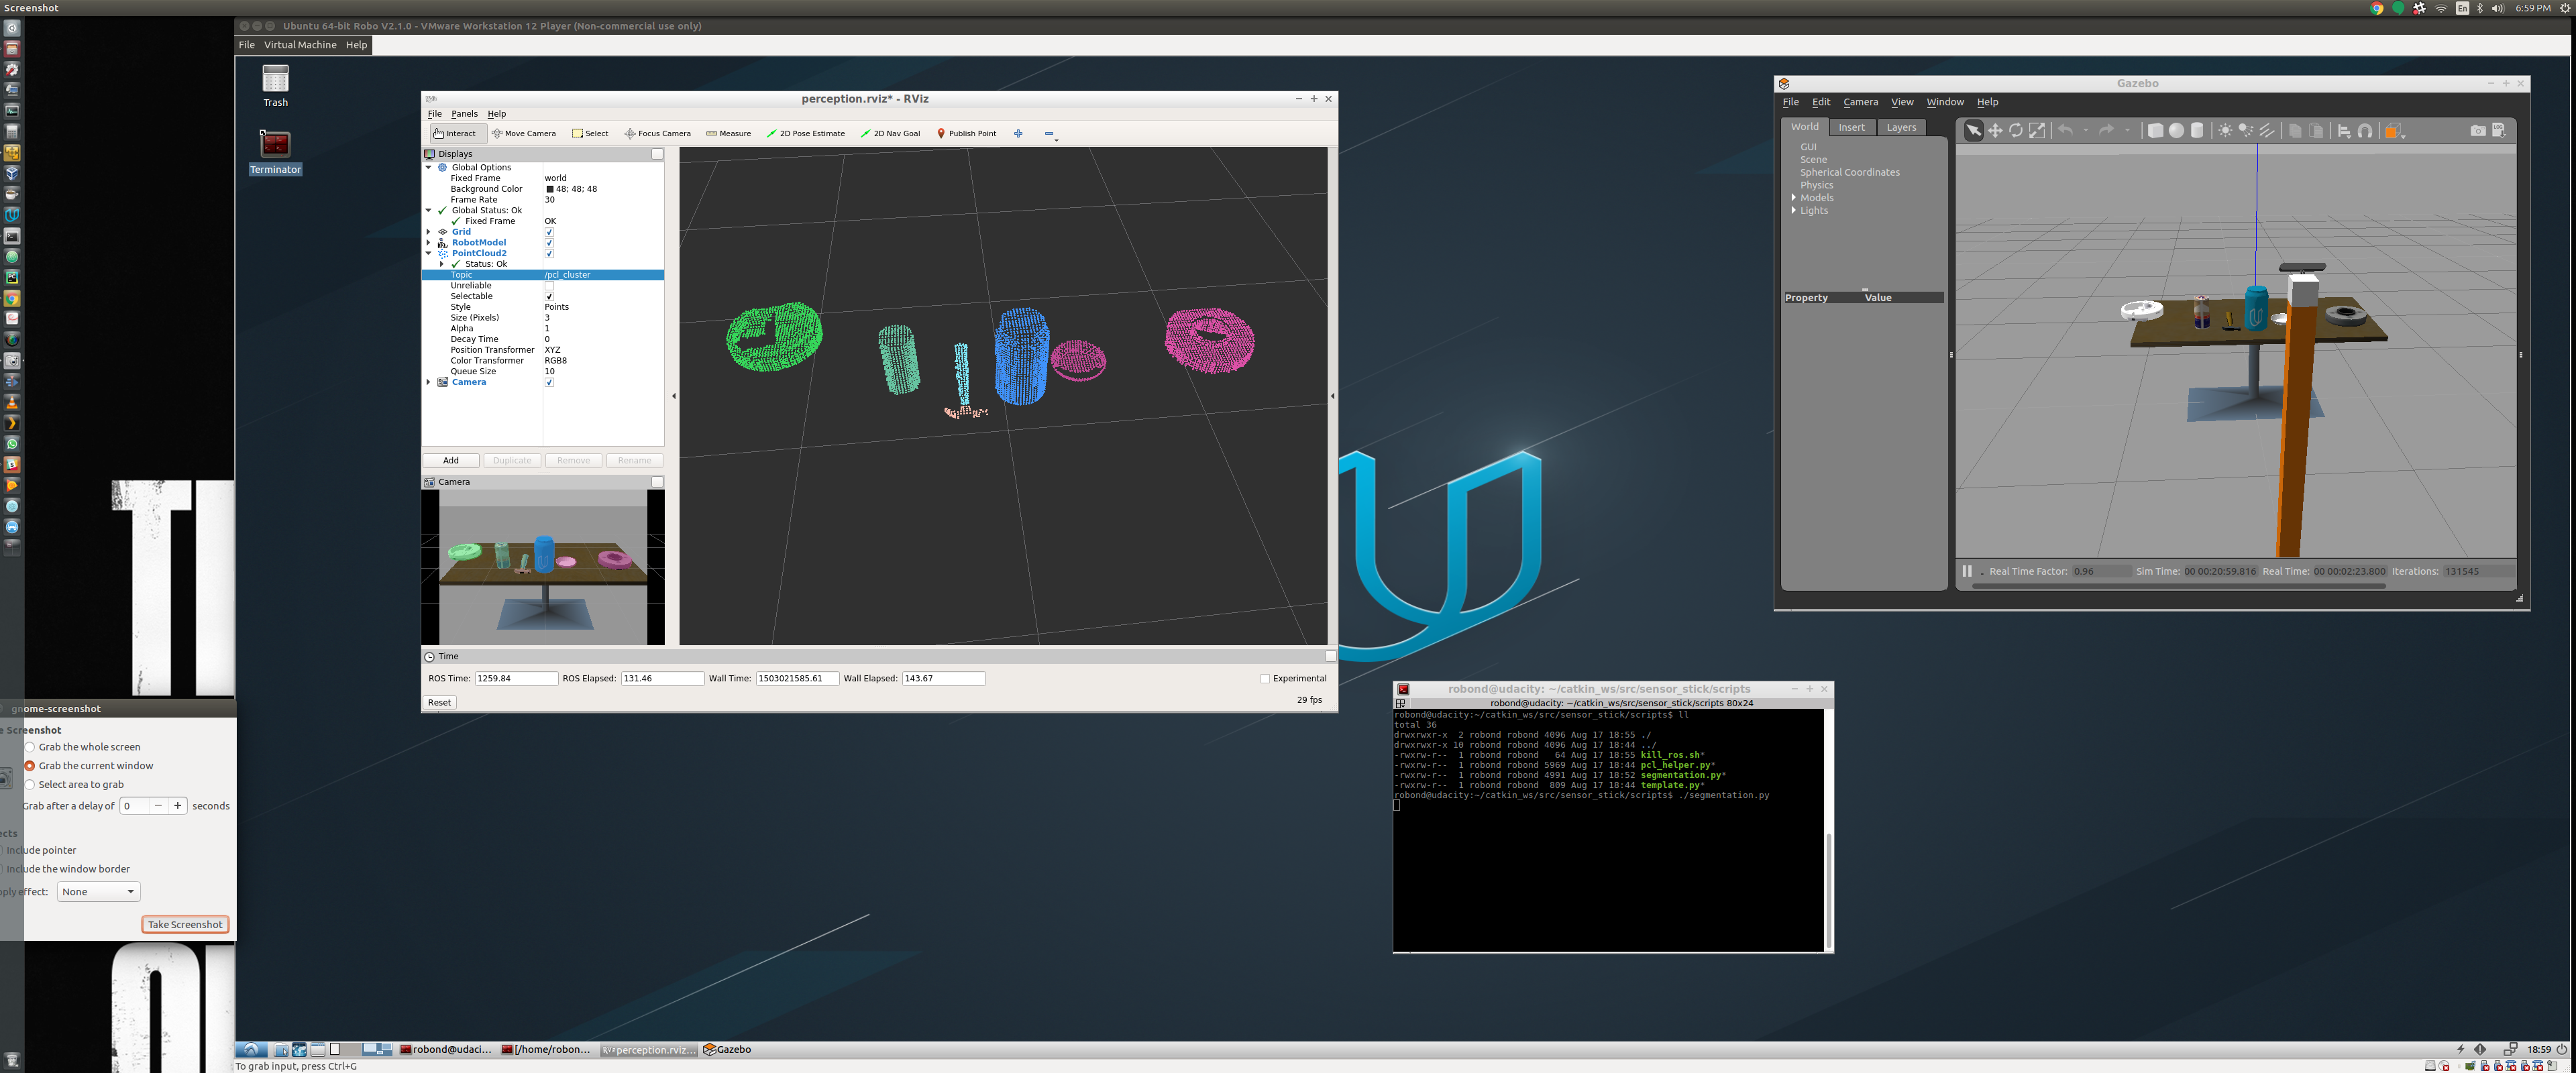 Screenshot
En
6:59 PM
Ubuntu 64-bit Robo V2.1.0 - VMware Workstation 12 Player (Non-commercial use only)
File Virtual Machine Help
Trash
Terminator
perception.rviz* - RViz
File Panels Help
Interact Move Camera Select Focus Camera Measure 2D Pose Estimate 2D Nav Goal Publish Point
Displays
Global Options
Fixed Frame world
Background Color 48; 48; 48
Frame Rate 30
Global Status: Ok
Fixed Frame OK
Grid
RobotModel
PointCloud2
Status: Ok
Topic /pcl_cluster
Unreliable
Selectable
Style Points
Size (Pixels) 3
Alpha 1
Decay Time 0
Position Transformer XYZ
Color Transformer RGB8
Queue Size 10
Camera
Add Duplicate Remove Rename
Camera
Time
ROS Time: 1259.84 ROS Elapsed: 131.46 Wall Time: 1503021585.61 Wall Elapsed: 143.67 Experimental
Reset 29 fps
Gazebo
File Edit Camera View Window Help
World Insert Layers
GUI
Scene
Spherical Coordinates
Physics
Models
Lights
Property Value
Real Time Factor: 0.96 Sim Time: 00 00:20:59.816 Real Time: 00 00:02:23.800 Iterations: 131545
robond@udacity: ~/catkin_ws/src/sensor_stick/scripts
robond@udacity: ~/catkin_ws/src/sensor_stick/scripts 80x24
robond@udacity:~/catkin_ws/src/sensor_stick/scripts$ ll
total 36
drwxrwxr-x 2 robond robond 4096 Aug 17 18:55 ./
drwxrwxr-x 10 robond robond 4096 Aug 17 18:44 ../
-rwxrw-r-- 1 robond robond 64 Aug 17 18:55 kill_ros.sh*
-rwxrw-r-- 1 robond robond 5969 Aug 17 18:44 pcl_helper.py*
-rwxrw-r-- 1 robond robond 4991 Aug 17 18:52 segmentation.py*
-rwxrw-r-- 1 robond robond 809 Aug 17 18:44 template.py*
robond@udacity:~/catkin_ws/src/sensor_stick/scripts$ ./segmentation.py
gnome-screenshot
e Screenshot
Grab the whole screen
Grab the current window
Select area to grab
Grab after a delay of 0 − + seconds
ects
Include pointer
Include the window border
pply effect: None
Take Screenshot
robond@udaci... [/home/robon... perception.rviz... Gazebo
18:59
To grab input, press Ctrl+G